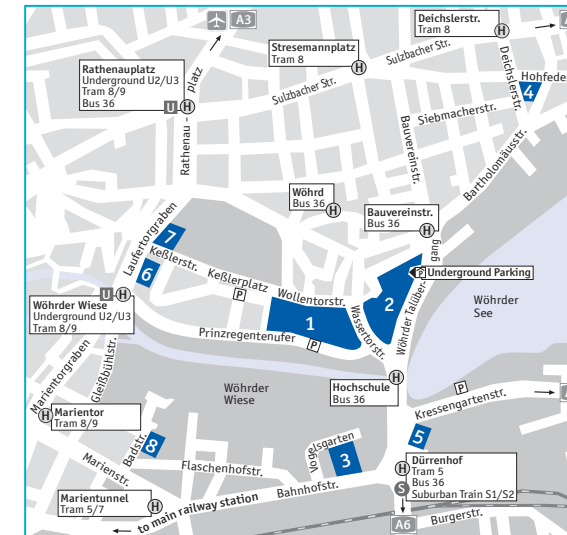 Deichslerstr.
Tram 8
A3
Stresemannplatz
Tram 8
Sulzbacher Str.
Rathenauplatz
Underground U2/U3
Tram 8/9
Bus 36
U
H
H
H
Rathenau - platz
Sulzbacher Str.
Deichslerstr.
Hohfede
4
Siebmacherstr.
Bauvereinstr.
Bartholomäusstr.
Wöhrd
Bus 36
H
Bauvereinstr.
Bus 36
H
Laufertorgraben
7
6
Keßlerstr.
Keßlerplatz
P
Wollentorstr.
P Underground Parking
Wöhrder Talüber- gang
Wöhrder
See
U
H
Wöhrder Wiese
Underground U2/U3
Tram 8/9
1
2
Wassertorstr.
Prinzregentenufer
P
Marientorgraben
Gleißbühlstr.
Wöhrder
Wiese
Hochschule
Bus 36
H
P
Kressengartenstr.
A
H
Marientor
Tram 8/9
Badstr.
8
Marienstr.
Flaschenhofstr.
Vogelsgarten
3
5
Bahnhofstr.
H
Dürrenhof
Tram 5
Bus 36
Suburban Train S1/S2
S
Marientunnel
Tram 5/7
H
to main railway station
A6
Burgerstr.